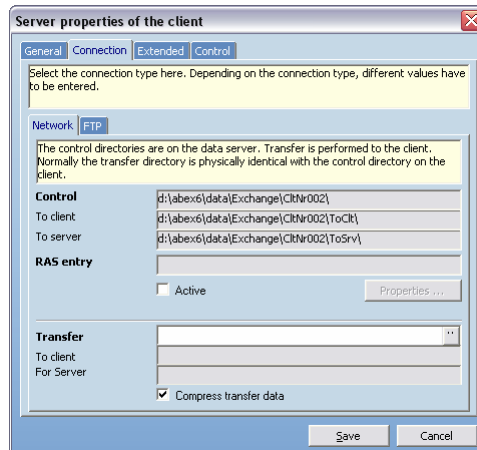 Server properties of the client
General Connection Extended Control
Select the connection type here. Depending on the connection type, different values have
to be entered.
Network FTP
The control directories are on the data server. Transfer is performed to the client.
Normally the transfer directory is physically identical with the control directory on the
client.
Control d:\abex6\data\Exchange\CltNr002\
To client d:\abex6\data\Exchange\CltNr002\ToClt\
To server d:\abex6\data\Exchange\CltNr002\ToSrv\
RAS entry
Active Properties ...
Transfer ..
To client
For Server
Compress transfer data
Save Cancel